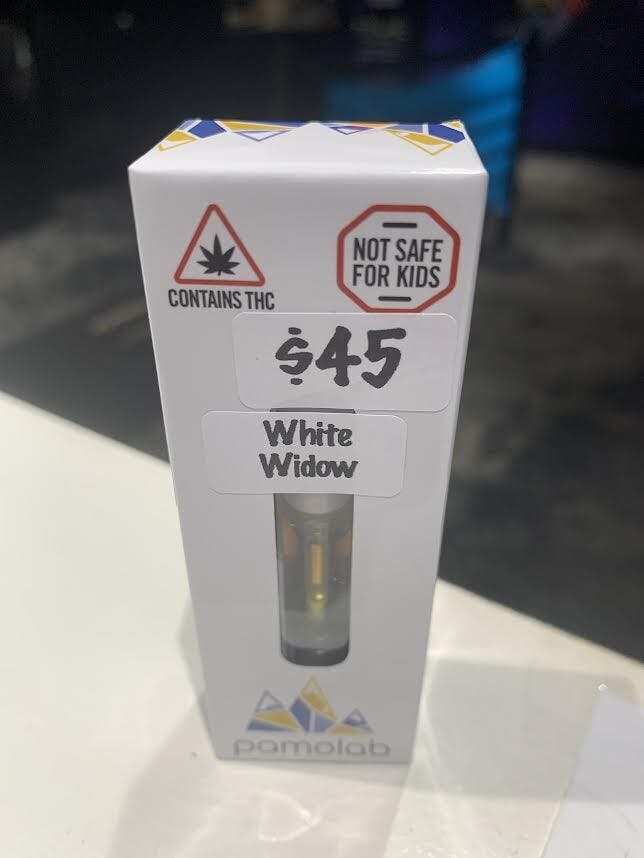 CONTAINS THC
NOT SAFE
FOR KIDS
$45
White
Widow
pamolab